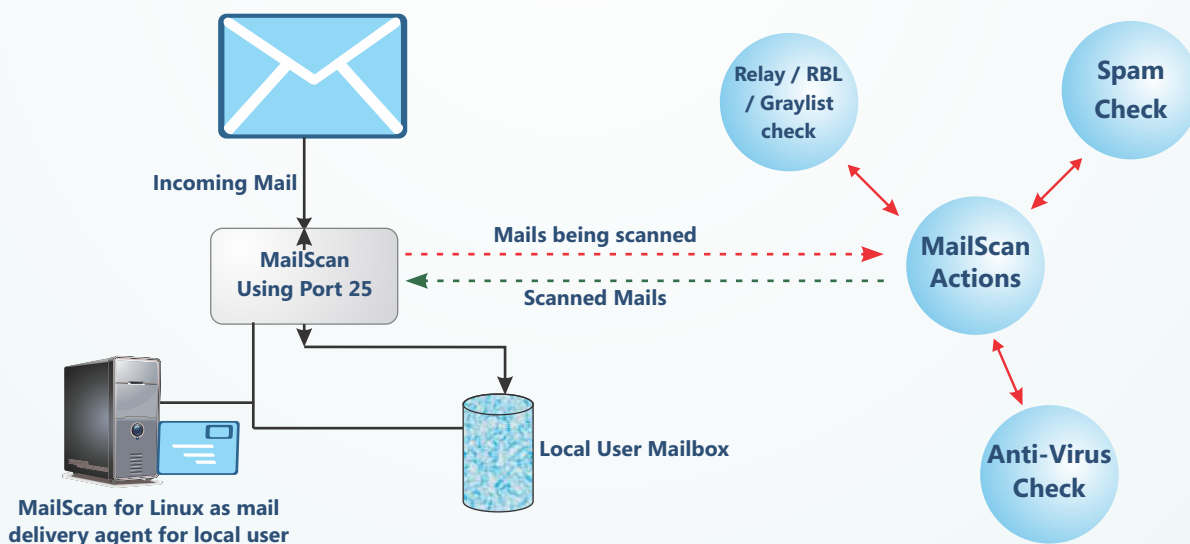 Incoming Mail
MailScan
Using Port 25
Mails being scanned
Scanned Mails
Relay / RBL
/ Graylist
check
Spam
Check
MailScan
Actions
Anti-Virus
Check
Local User Mailbox
MailScan for Linux as mail
delivery agent for local user